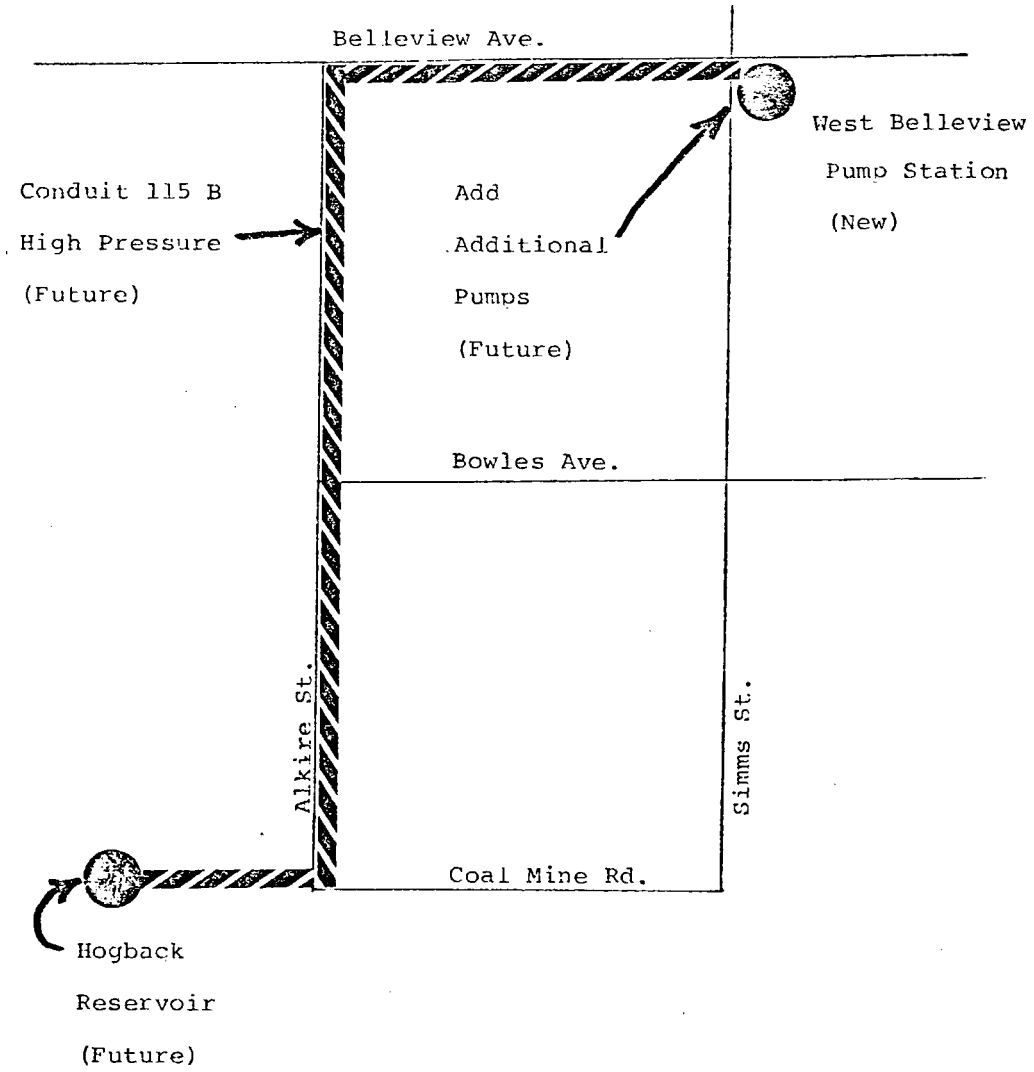 Belleview Ave.
West Belleview
Pump Station
(New)
Conduit 115 B
High Pressure
(Future)
Add
Additional
Pumps
(Future)
Bowles Ave.
Alkire St.
Simms St.
Coal Mine Rd.
Hogback
Reservoir
(Future)